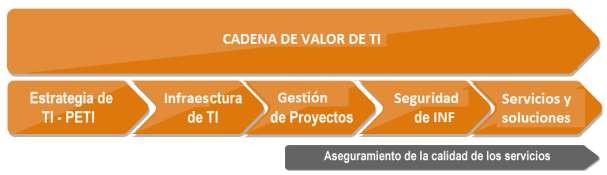 CADENA DE VALOR DE TI
Estrategia de
TI - PETI
Infraesctura
de TI
Gestión
de Proyectos
Seguridad
de INF
Servicios y
soluciones
Aseguramiento de la calidad de los servicios